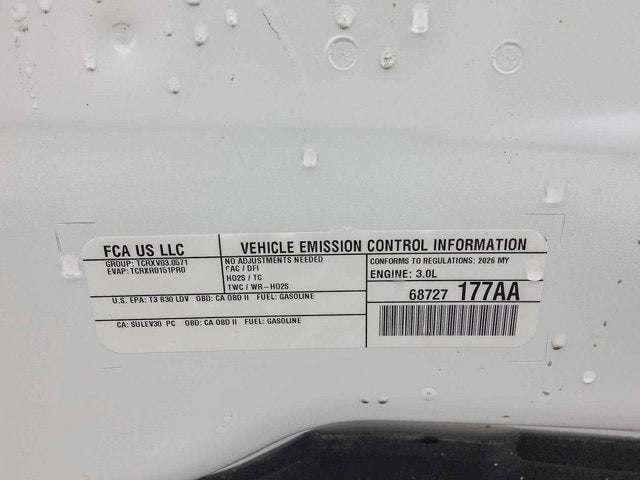 FCA US LLC
GROUP: TCRXV03.0571
EVAP: TCRXR0151PR0
VEHICLE EMISSION CONTROL INFORMATION
NO ADJUSTMENTS NEEDED
CAC / DFI
HO2S / TC
TWC / WR-HO2S
CONFORMS TO REGULATIONS: 2026 MY
ENGINE: 3.0L
U.S. EPA: T3 B30 LDV OBD: CA OBD II FUEL: GASOLINE
CA: SULEV30 PC OBD: CA OBD II FUEL: GASOLINE
68727 177AA